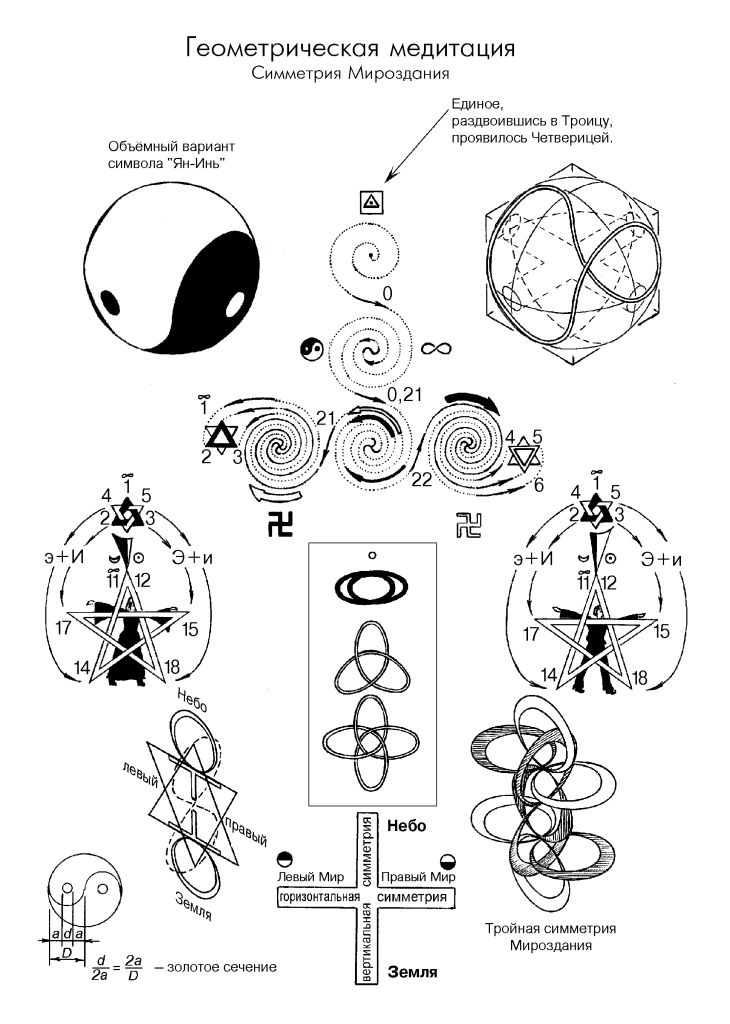 Геометрическая медитация
Симметрия Мироздания
Единое,
раздвоившись в Троицу,
проявилось Четверицей.
Объёмный вариант
символа "Ян-Инь"
0
∞
0,21
∞
1
2 3
21
22
4 5
6
∞
1
4 5
2 3
э+И Э+и
∞
11 12
17 15
14 18
∞
1
4 5
2 3
э+И Э+и
∞
11 12
17 15
14 18
Небо
левый
правый
Земля
Небо
Левый Мир Правый Мир
горизонтальная симметрия
вертикальная симметрия
Земля
Тройная симметрия
Мироздания
a d a
D
d/2a = 2a/D – золотое сечение